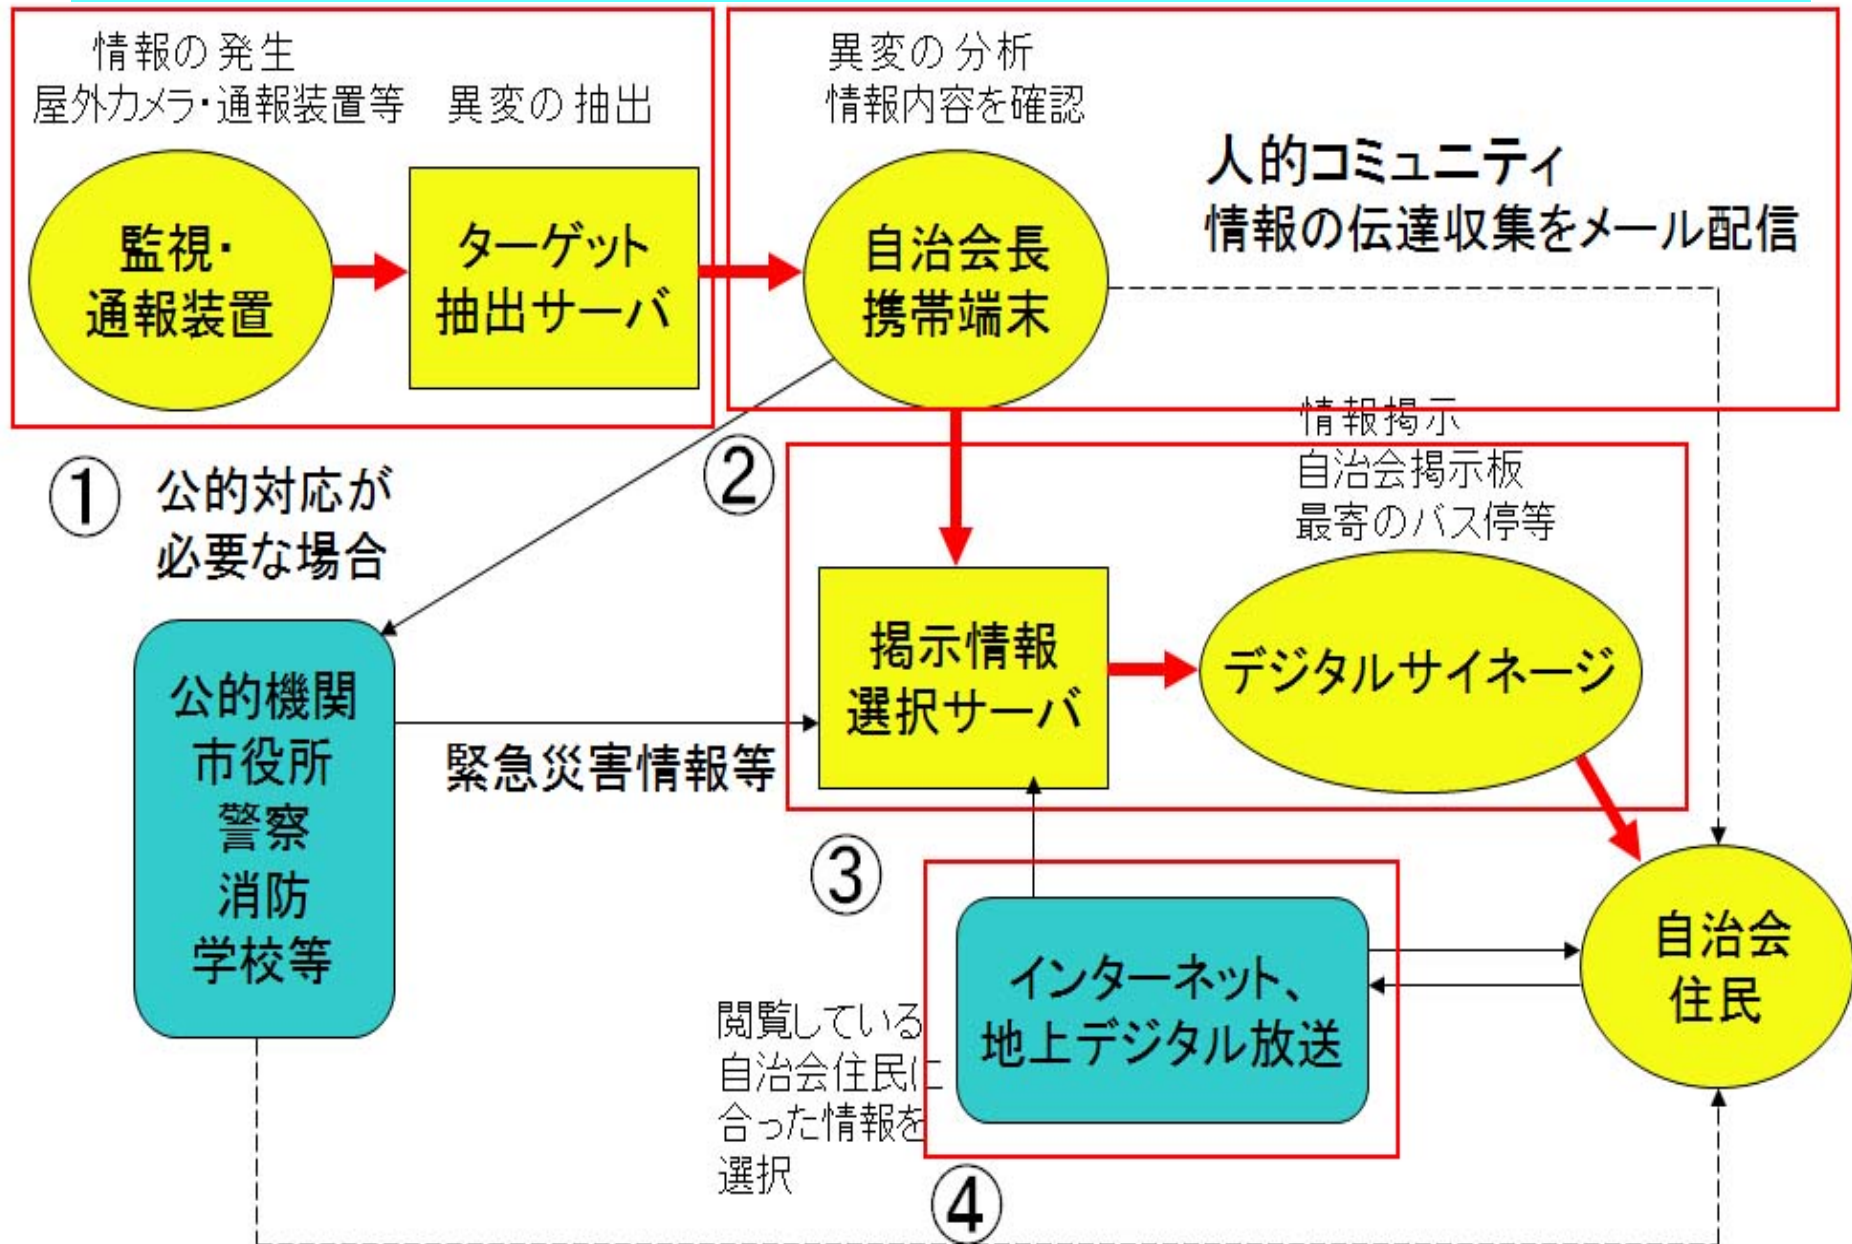 情報の発生
屋外カメラ・通報装置等
異変の抽出
監視・
通報装置
ターゲット
抽出サーバ
異変の分析
情報内容を確認
自治会長
携帯端末
人的コミュニティ
情報の伝達収集をメール配信
①
公的対応が
必要な場合
②
情報掲示
自治会掲示板
最寄のバス停等
掲示情報
選択サーバ
デジタルサイネージ
公的機関
市役所
警察
消防
学校等
緊急災害情報等
③
インターネット、
地上デジタル放送
自治会
住民
閲覧している
自治会住民に
合った情報を
選択
④